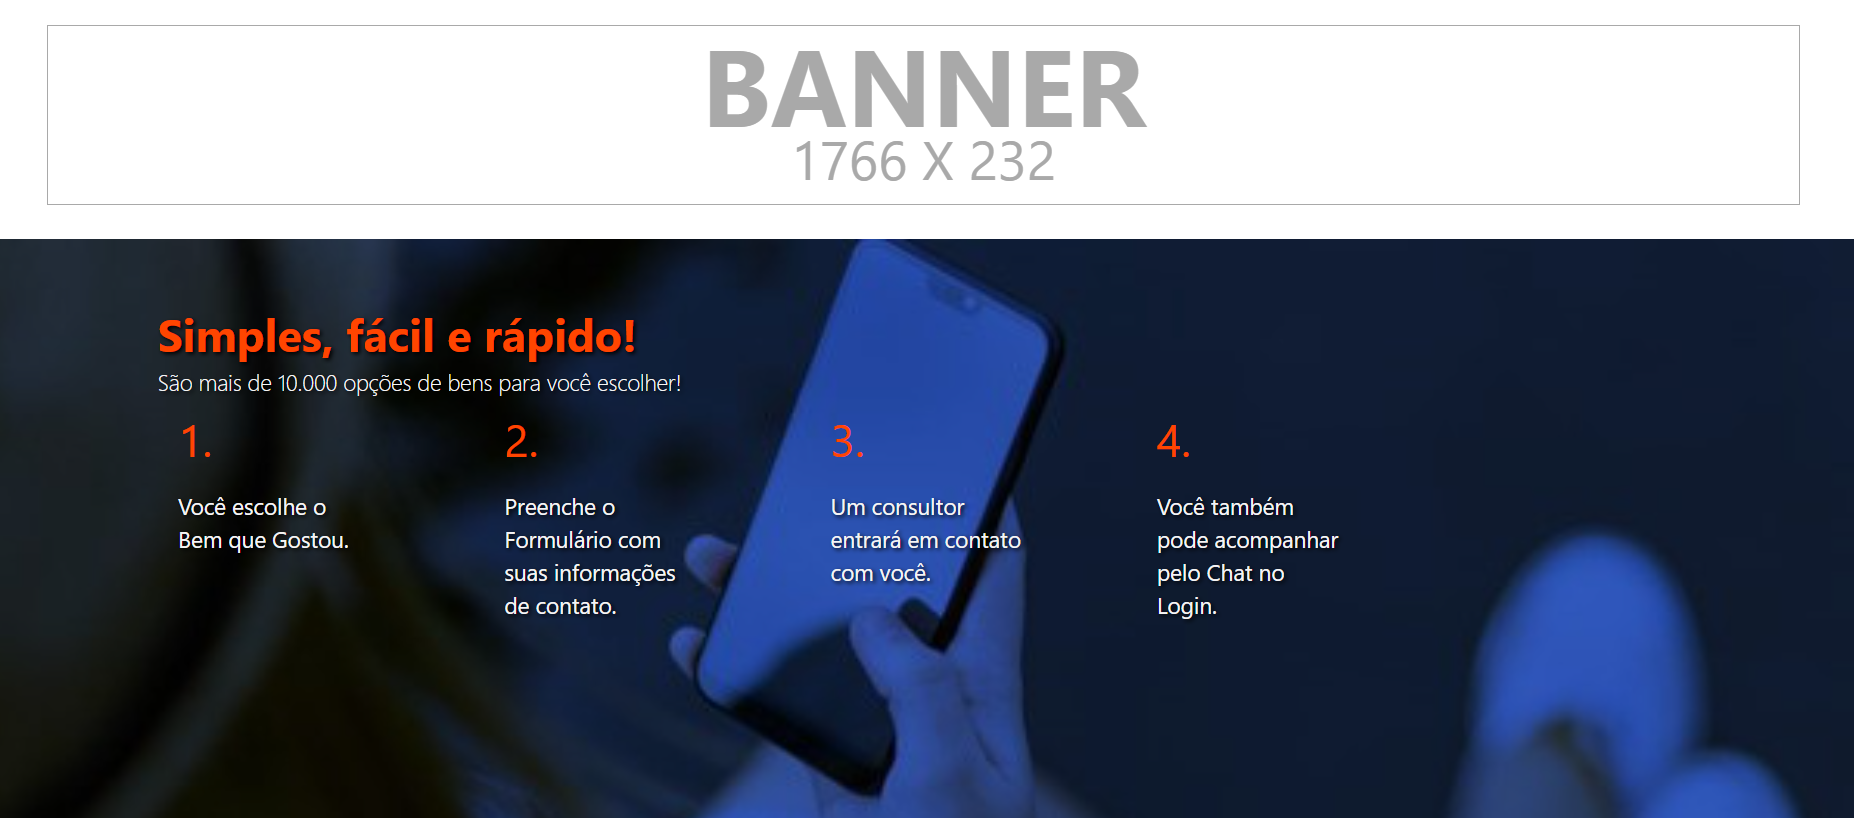 BANNER
1766 X 232
Simples, fácil e rápido!
São mais de 10.000 opções de bens para você escolher!
1.
Você escolhe o
Bem que Gostou.
2.
Preenche o
Formulário com
suas informações
de contato.
3.
Um consultor
entrará em contato
com você.
4.
Você também
pode acompanhar
pelo Chat no
Login.